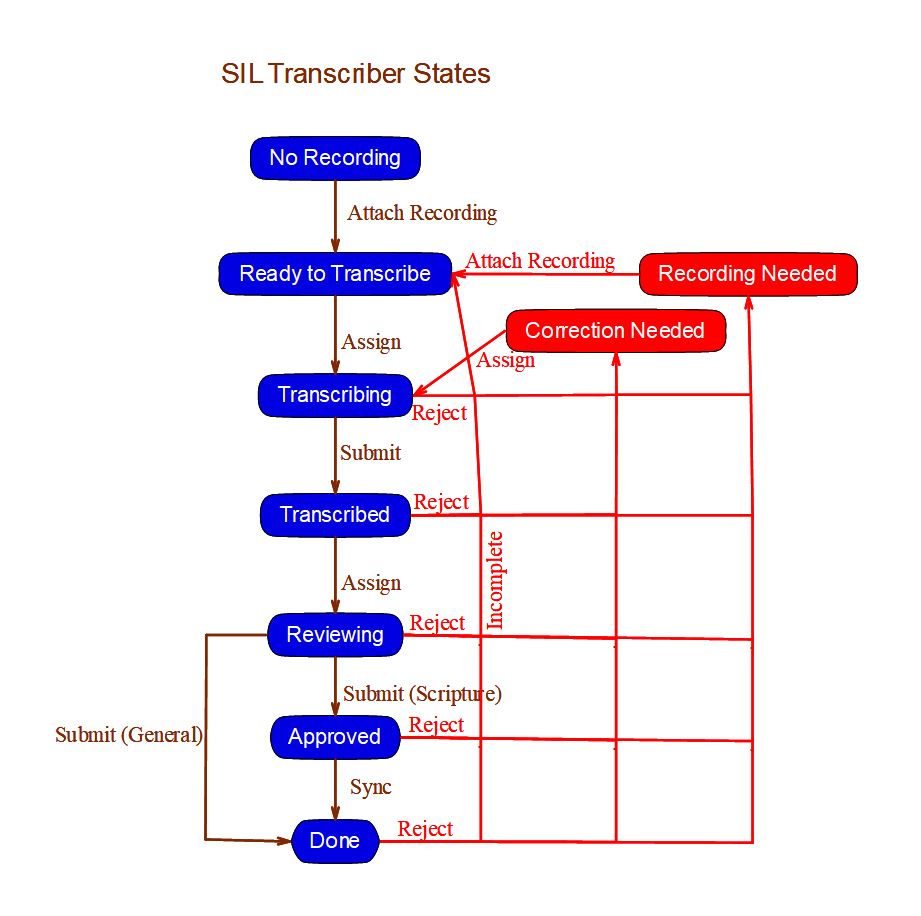 SIL Transcriber States
No Recording
Attach Recording
Ready to Transcribe
Attach Recording
Recording Needed
Correction Needed
Assign
Assign
Transcribing
Reject
Submit
Transcribed
Reject
Incomplete
Assign
Reviewing
Reject
Submit (Scripture)
Submit (General)
Approved
Reject
Sync
Done
Reject